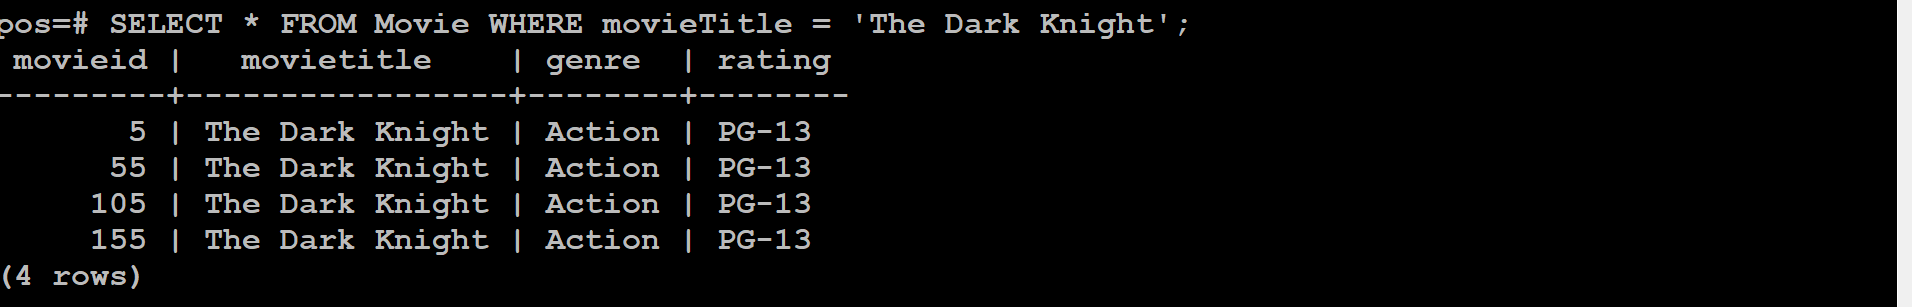 pos=# SELECT * FROM Movie WHERE movieTitle = 'The Dark Knight';
 movieid |   movietitle    | genre  | rating
---------+-----------------+--------+--------
       5 | The Dark Knight | Action | PG-13
      55 | The Dark Knight | Action | PG-13
     105 | The Dark Knight | Action | PG-13
     155 | The Dark Knight | Action | PG-13
(4 rows)